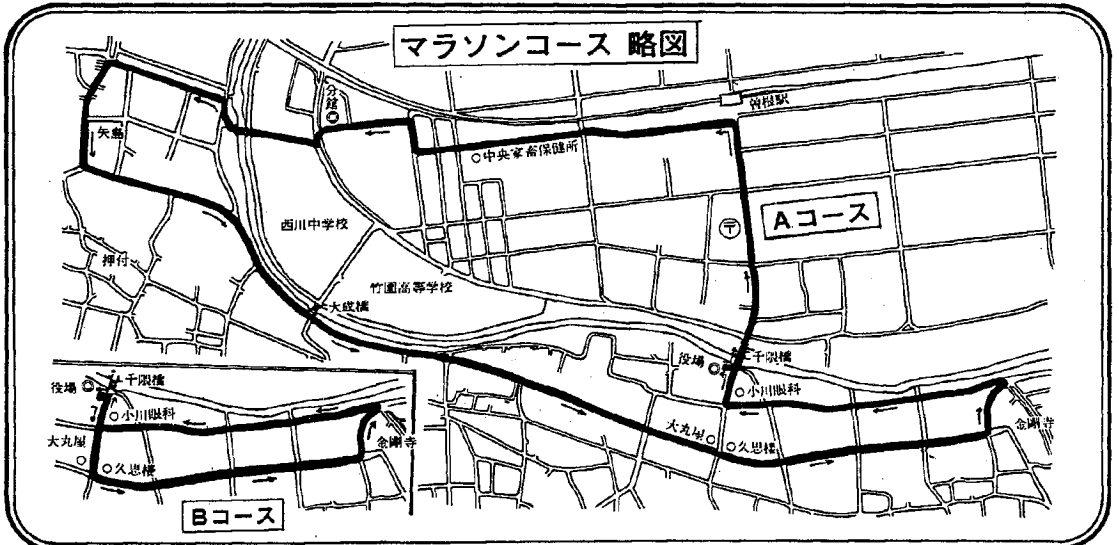 マラソンコース 略図
曽根駅
分館
矢島
中央家畜保健所
Aコース
〒
西川中学校
押付
竹園高等学校
大成橋
役場
千隈橋
小川眼科
大丸屋
久思楼
金剛寺
役場
千隈橋
小川眼科
大丸屋
久思楼
金剛寺
Bコース